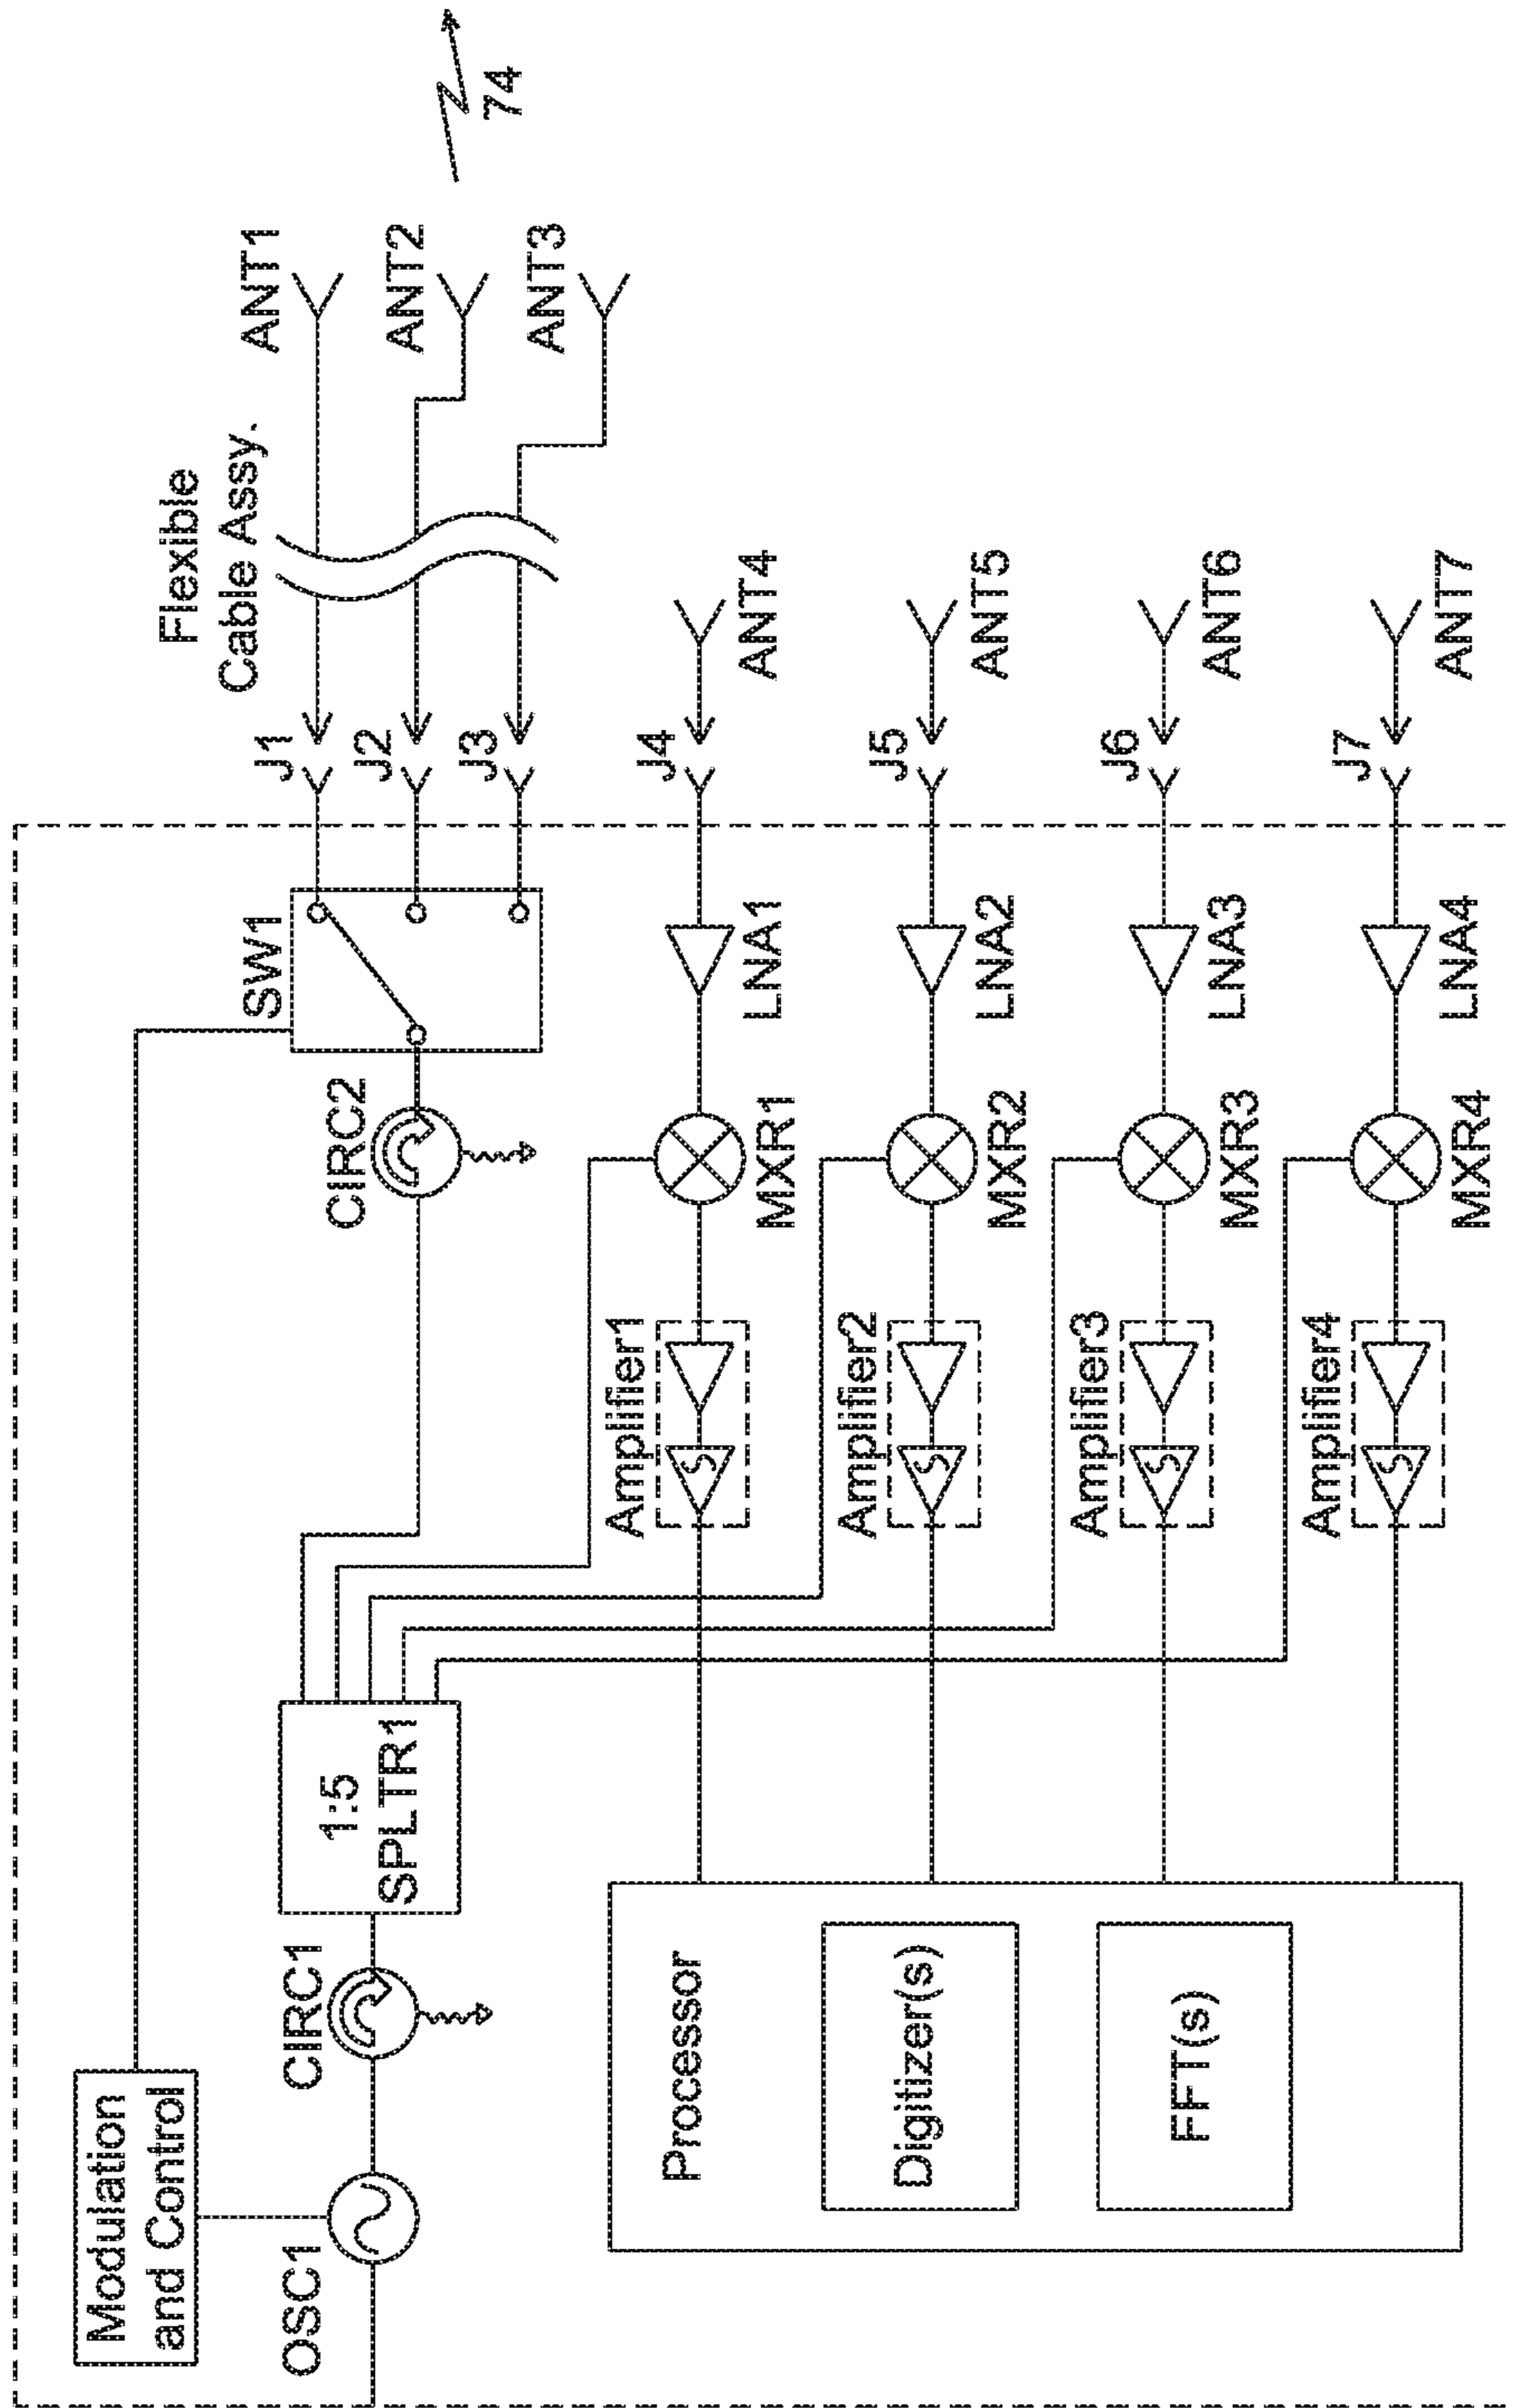 Modulation
and Control
OSC1
CIRC1
1:5
SPLTR1
CIRC2
SW1
J1
J2
J3
Flexible
Cable Assy.
ANT1
ANT2
ANT3
74
Processor
Digitizer(s)
FFT(s)
Amplifier1
MXR1
LNA1
J4
ANT4
Amplifier2
MXR2
LNA2
J5
ANT5
Amplifier3
MXR3
LNA3
J6
ANT6
Amplifier4
MXR4
LNA4
J7
ANT7